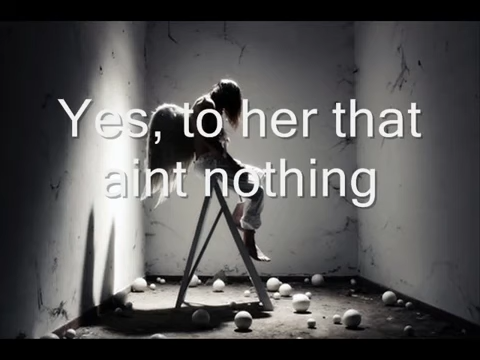 Yes, to her that
aint nothing